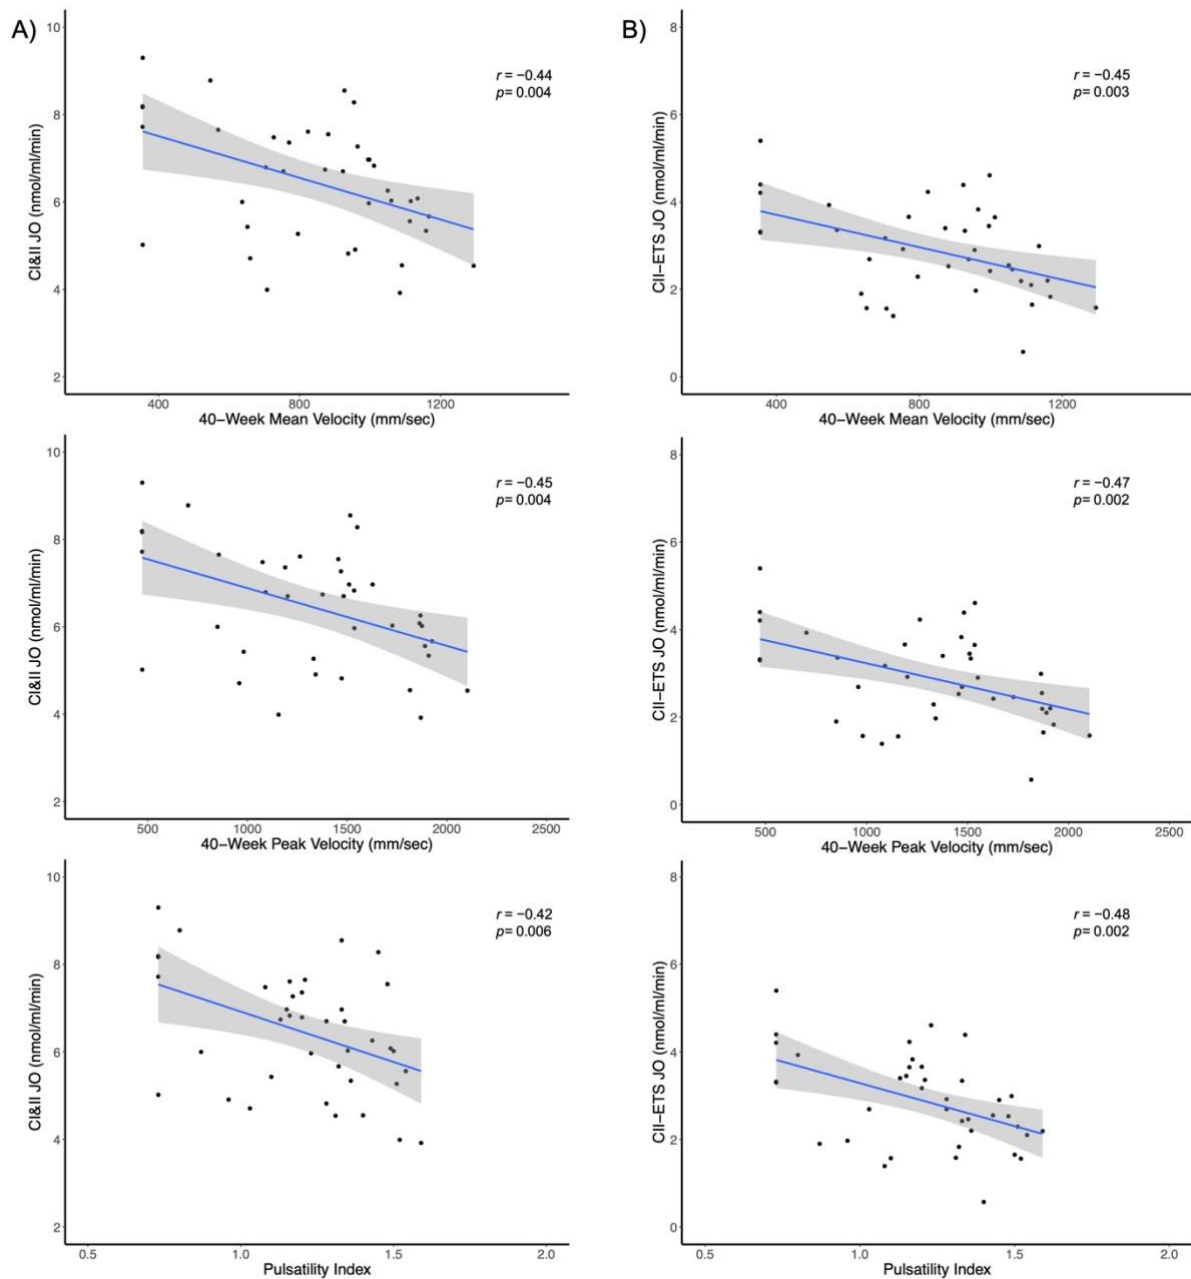 A)
10
8
6
4
2
CI&II JO (nmol/ml/min)
r = −0.44
p= 0.004
400 800 1200
40−Week Mean Velocity (mm/sec)
B)
8
6
4
2
0
CII−ETS JO (nmol/ml/min)
r = −0.45
p= 0.003
400 800 1200
40−Week Mean Velocity (mm/sec)
10
8
6
4
2
CI&II JO (nmol/ml/min)
r = −0.45
p= 0.004
500 1000 1500 2000 2500
40−Week Peak Velocity (mm/sec)
8
6
4
2
0
CII−ETS JO (nmol/ml/min)
r = −0.47
p= 0.002
500 1000 1500 2000 2500
40−Week Peak Velocity (mm/sec)
10
8
6
4
2
CI&II JO (nmol/ml/min)
r = −0.42
p= 0.006
0.5 1.0 1.5 2.0
Pulsatility Index
8
6
4
2
0
CII−ETS JO (nmol/ml/min)
r = −0.48
p= 0.002
0.5 1.0 1.5 2.0
Pulsatility Index